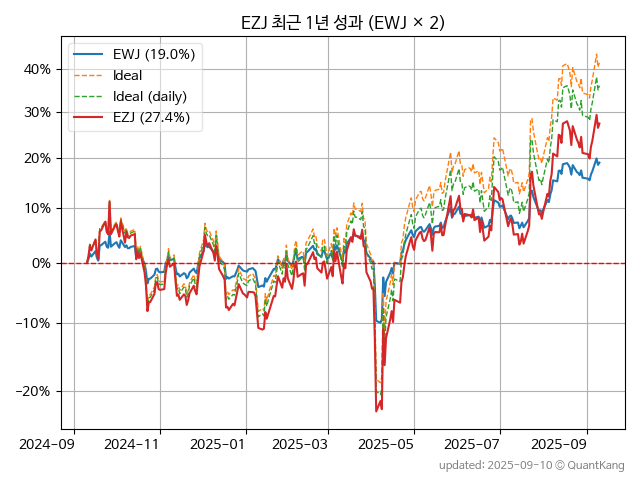 EZJ 최근 1년 성과 (EWJ × 2)
EWJ (19.0%)
Ideal
Ideal (daily)
EZJ (27.4%)
40%
30%
20%
10%
0%
−10%
−20%
2024-09
2024-11
2025-01
2025-03
2025-05
2025-07
2025-09
updated: 2025-09-10 © QuantKang